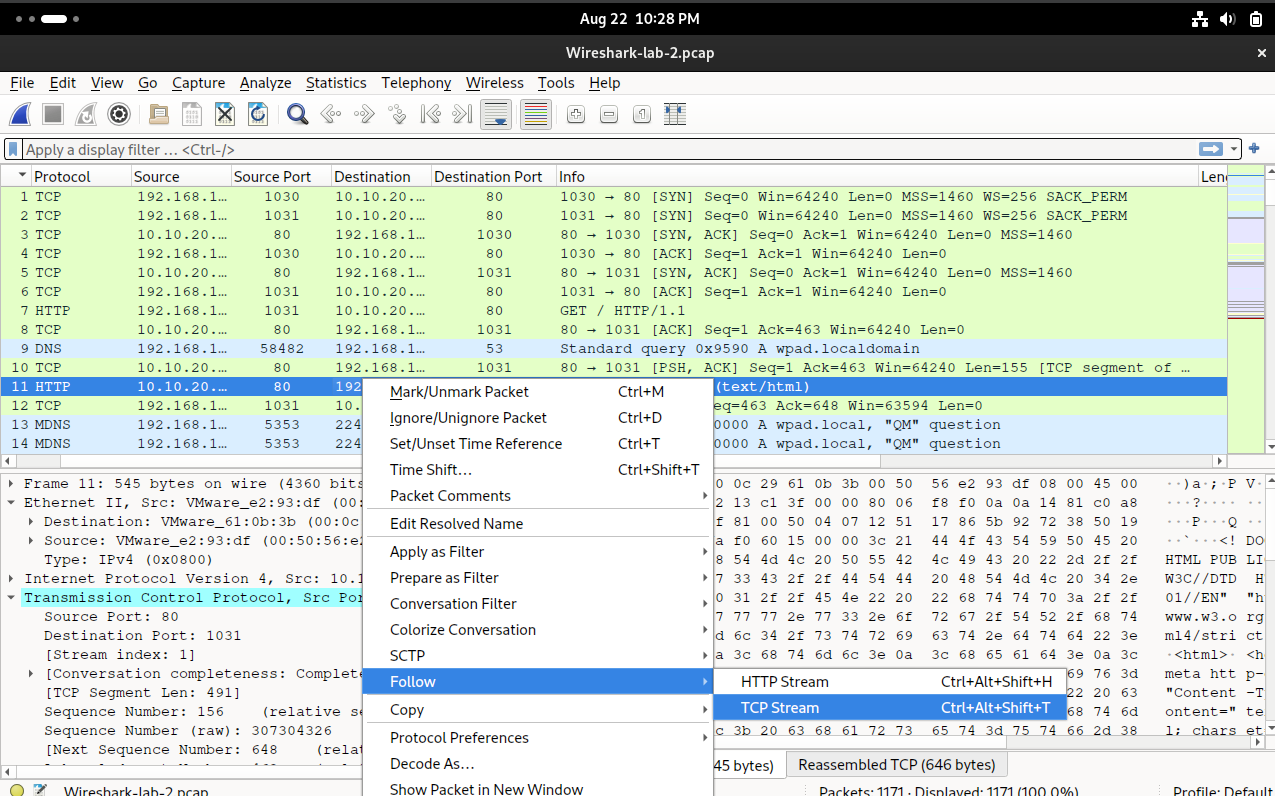 Aug 22 10:28 PM
Wireshark-lab-2.pcap
File Edit View Go Capture Analyze Statistics Telephony Wireless Tools Help
Apply a display filter … <Ctrl-/>
Protocol Source Source Port Destination Destination Port Info
1 TCP 192.168.1… 1030 10.10.20.… 80 1030 → 80 [SYN] Seq=0 Win=64240 Len=0 MSS=1460 WS=256 SACK_PERM
2 TCP 192.168.1… 1031 10.10.20.… 80 1031 → 80 [SYN] Seq=0 Win=64240 Len=0 MSS=1460 WS=256 SACK_PERM
3 TCP 10.10.20.… 80 192.168.1… 1030 80 → 1030 [SYN, ACK] Seq=0 Ack=1 Win=64240 Len=0 MSS=1460
4 TCP 192.168.1… 1030 10.10.20.… 80 1030 → 80 [ACK] Seq=1 Ack=1 Win=64240 Len=0
5 TCP 10.10.20.… 80 192.168.1… 1031 80 → 1031 [SYN, ACK] Seq=0 Ack=1 Win=64240 Len=0 MSS=1460
6 TCP 192.168.1… 1031 10.10.20.… 80 1031 → 80 [ACK] Seq=1 Ack=1 Win=64240 Len=0
7 HTTP 192.168.1… 1031 10.10.20.… 80 GET / HTTP/1.1
8 TCP 10.10.20.… 80 192.168.1… 1031 80 → 1031 [ACK] Seq=1 Ack=463 Win=64240 Len=0
9 DNS 192.168.1… 58482 192.168.1… 53 Standard query 0x9590 A wpad.localdomain
10 TCP 10.10.20.… 80 192.168.1… 1031 80 → 1031 [PSH, ACK] Seq=1 Ack=463 Win=64240 Len=155 [TCP segment of …
11 HTTP 10.10.20.… 80 192 (text/html)
12 TCP 192.168.1… 1031 10. eq=463 Ack=648 Win=63594 Len=0
13 MDNS 192.168.1… 5353 224 0000 A wpad.local, "QM" question
14 MDNS 192.168.1… 5353 224 0000 A wpad.local, "QM" question
Mark/Unmark Packet Ctrl+M
Ignore/Unignore Packet Ctrl+D
Set/Unset Time Reference Ctrl+T
Time Shift… Ctrl+Shift+T
Packet Comments
Edit Resolved Name
Apply as Filter
Prepare as Filter
Conversation Filter
Colorize Conversation
SCTP
Follow
Copy
Protocol Preferences
Decode As…
Show Packet in New Window
HTTP Stream Ctrl+Alt+Shift+H
TCP Stream Ctrl+Alt+Shift+T
Frame 11: 545 bytes on wire (4360 bits
Ethernet II, Src: VMware_e2:93:df (00:
Destination: VMware_61:0b:3b (00:0c
Source: VMware_e2:93:df (00:50:56:e2
Type: IPv4 (0x0800)
Internet Protocol Version 4, Src: 10.1
Transmission Control Protocol, Src Por
Source Port: 80
Destination Port: 1031
[Stream index: 1]
[Conversation completeness: Complete
[TCP Segment Len: 491]
Sequence Number: 156 (relative se
Sequence Number (raw): 307304326
[Next Sequence Number: 648 (relat
0 0c 29 61 0b 3b 00 50 56 e2 93 df 08 00 45 00 ··)a·;·P V·
2 13 c1 3f 00 00 80 06 f8 f0 0a 0a 14 81 c0 a8 ···?····
f 81 00 50 04 07 12 51 17 86 5b 92 72 38 50 19 ···P···Q
a f0 60 15 00 00 3c 21 44 4f 43 54 59 50 45 20 ··`···<! DO
8 54 4d 4c 20 50 55 42 4c 49 43 20 22 2d 2f 2f HTML PUB LI
7 33 43 2f 2f 44 54 44 20 48 54 4d 4c 20 34 2e W3C//DTD H
0 31 2f 2f 45 4e 22 20 22 68 74 74 70 3a 2f 2f 01//EN" "h
7 77 77 2e 77 33 2e 6f 72 67 2f 54 52 2f 68 74 www.w3.o rg
d 6c 34 2f 73 74 72 69 63 74 2e 64 74 64 22 3e ml4/stri ct
a 3c 68 74 6d 6c 3e 0a 3c 68 65 61 64 3e 0a 3c ·<html>· <h
69 76 3d meta htt p-
22 20 63 "Content -T
68 74 6d ontent=" te
c 3b 20 63 68 61 72 73 65 74 3d 75 74 66 2d 38 l; chars et
45 bytes) Reassembled TCP (646 bytes)
Wireshark-lab-2.pcap Packets: 1171 · Displayed: 1171 (100.0%) Profile: Default